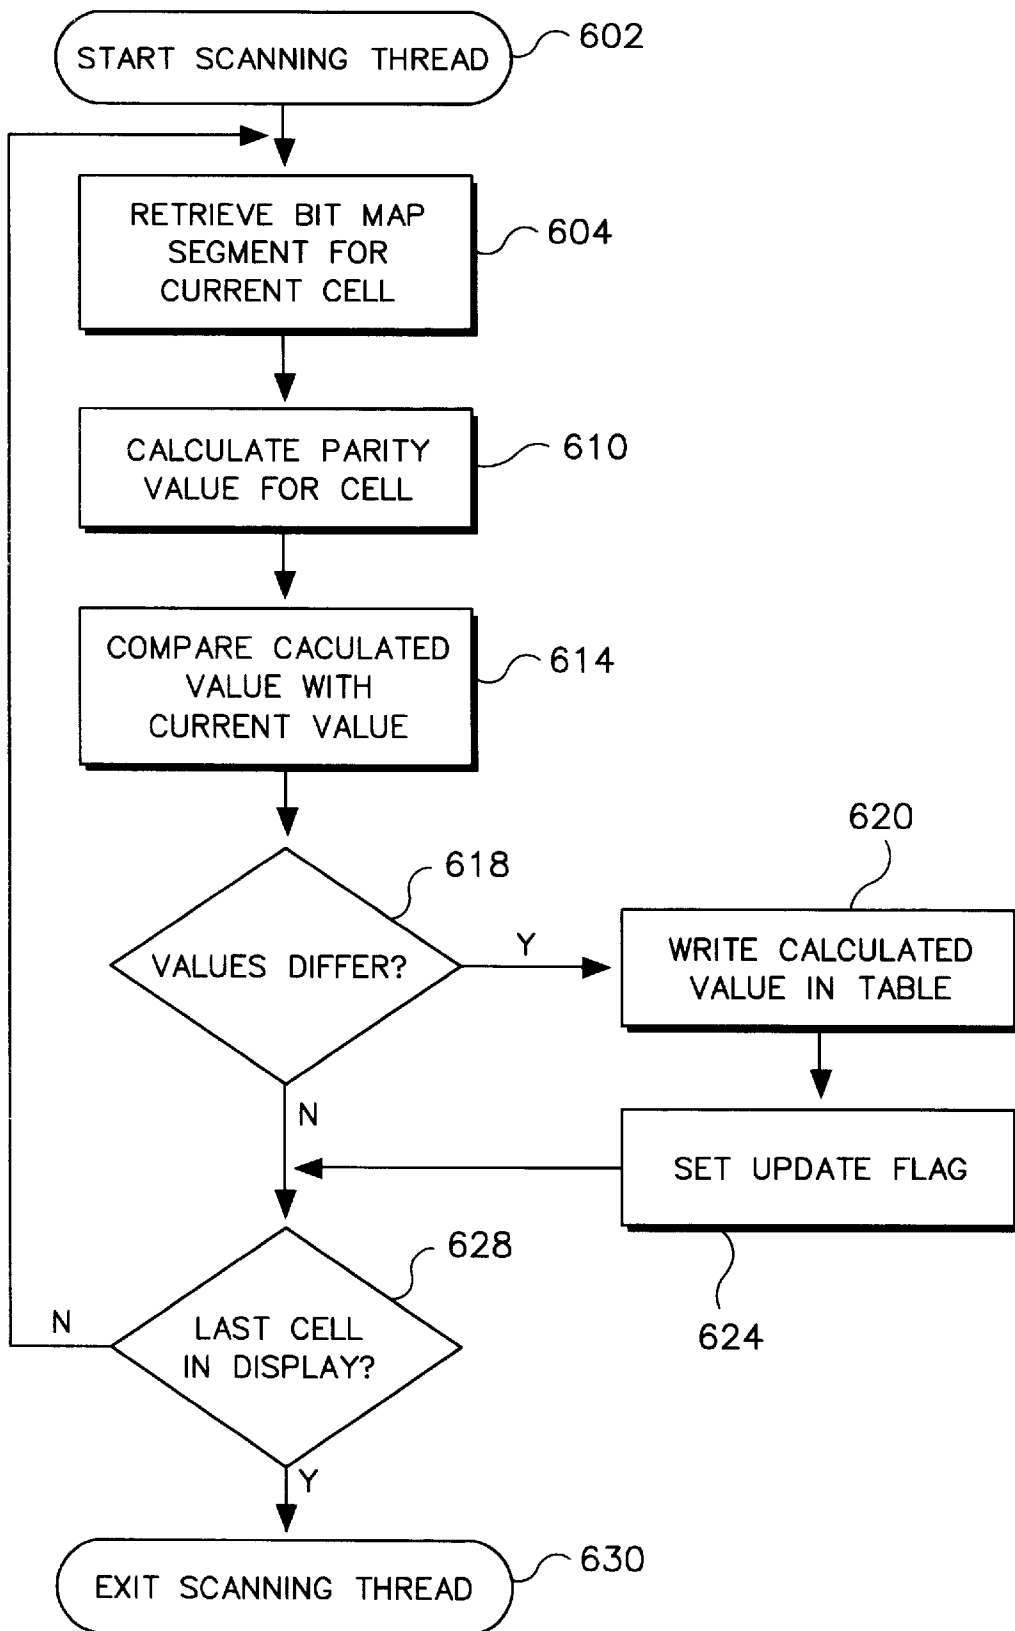 START SCANNING THREAD
602
RETRIEVE BIT MAP
SEGMENT FOR
CURRENT CELL
604
CALCULATE PARITY
VALUE FOR CELL
610
COMPARE CACULATED
VALUE WITH
CURRENT VALUE
614
VALUES DIFFER?
618
Y
N
620
WRITE CALCULATED
VALUE IN TABLE
SET UPDATE FLAG
624
LAST CELL
IN DISPLAY?
628
N
Y
EXIT SCANNING THREAD
630